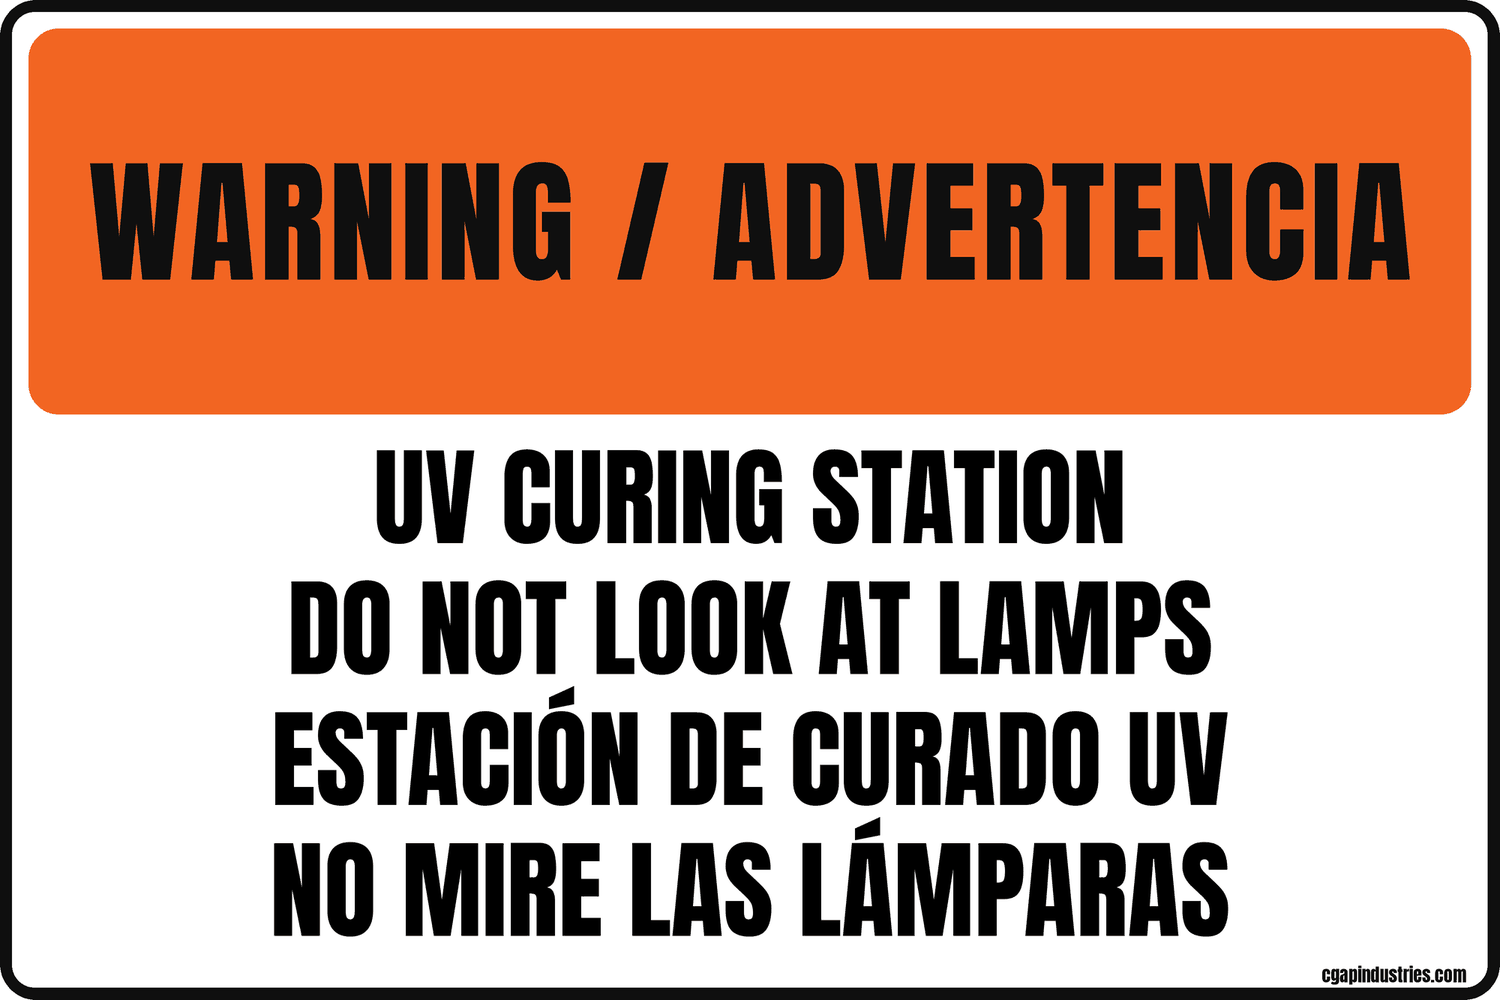 WARNING / ADVERTENCIA
UV CURING STATION
DO NOT LOOK AT LAMPS
ESTACIÓN DE CURADO UV
NO MIRE LAS LÁMPARAS
cgapindustries.com